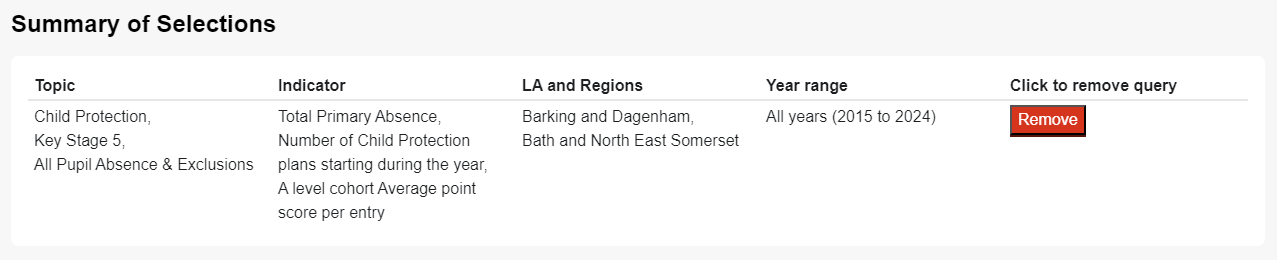 Summary of Selections
Topic
Indicator
LA and Regions
Year range
Click to remove query
Child Protection,
Key Stage 5,
All Pupil Absence & Exclusions
Total Primary Absence,
Number of Child Protection
plans starting during the year,
A level cohort Average point
score per entry
Barking and Dagenham,
Bath and North East Somerset
All years (2015 to 2024)
Remove